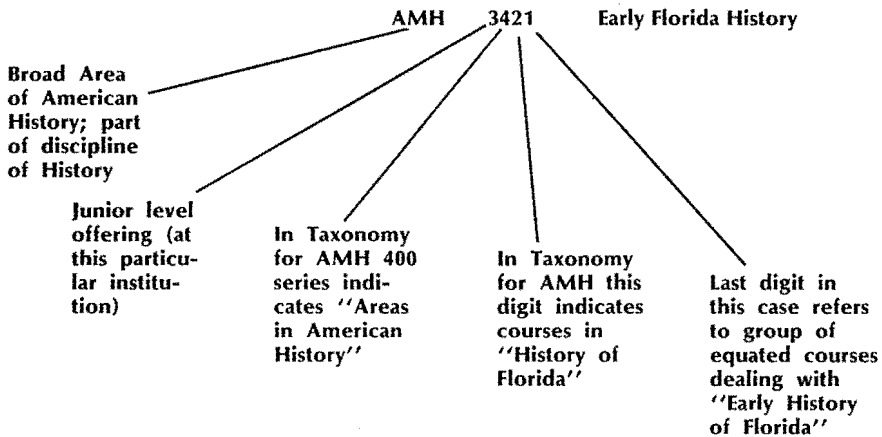 AMH 3421 Early Florida History
Broad Area
of American
History; part
of discipline
of History
Junior level
offering (at
this particu-
lar institu-
tion)
In Taxonomy
for AMH 400
series indi-
cates ''Areas
in American
History''
In Taxonomy
for AMH this
digit indicates
courses in
''History of
Florida''
Last digit in
this case refers
to group of
equated courses
dealing with
''Early History
of Florida''